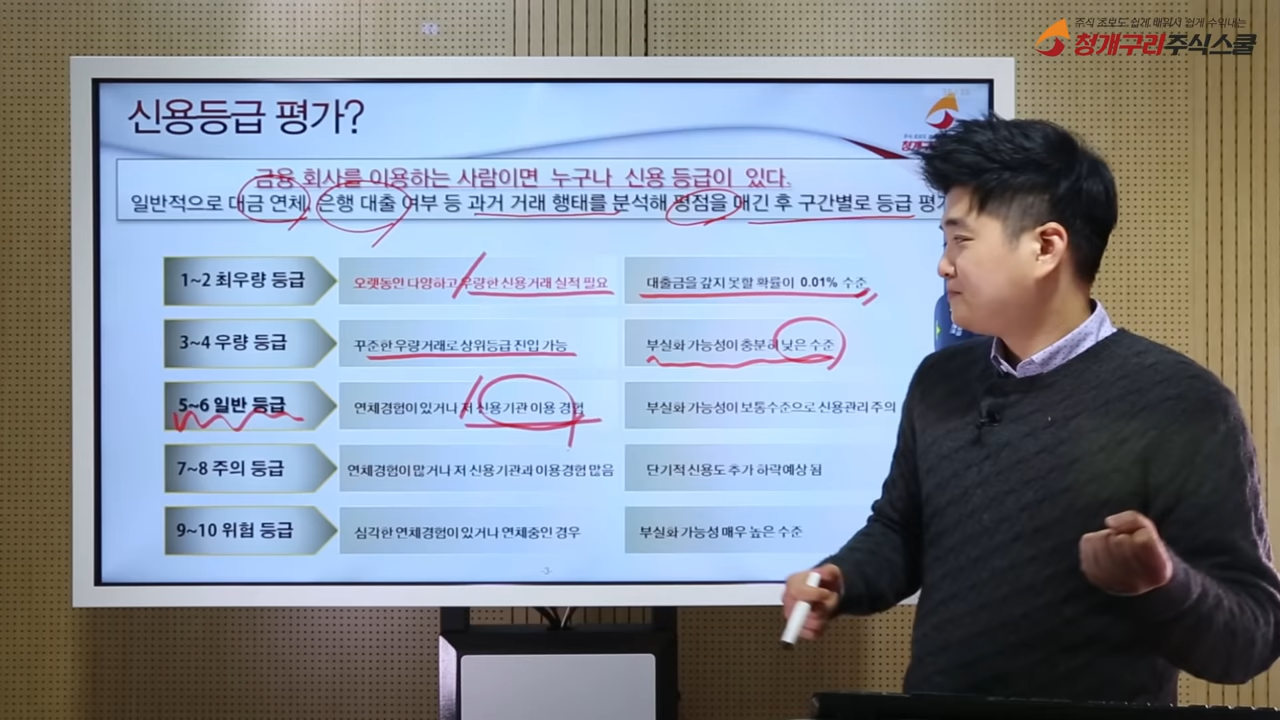 주식 초보도 쉽게 배워서 쉽게 수익내는
청개구리주식스쿨
신용등급 평가?
금융 회사를 이용하는 사람이면 누구나 신용 등급이 있다.
일반적으로 대금 연체, 은행 대출 여부 등 과거 거래 행태를 분석해 평점을 매긴 후 구간별로 등급
1~2 최우량 등급
오랫동안 다양하고 우량한 신용거래 실적 필요
대출금을 갚지 못할 확률이 0.01% 수준
3~4 우량 등급
꾸준한 우량거래로 상위등급 진입 가능
부실화 가능성이 충분히 낮은 수준
5~6 일반 등급
연체경험이 있거나 저 신용기관 이용 경험
부실화 가능성이 보통수준으로 신용관리 주의
7~8 주의 등급
연체경험이 많거나 저 신용기관과 이용경험 많음
단기적 신용도 추가 하락예상 됨
9~10 위험 등급
심각한 연체경험이 있거나 연체중인 경우
부실화 가능성 매우 높은 수준
-3-